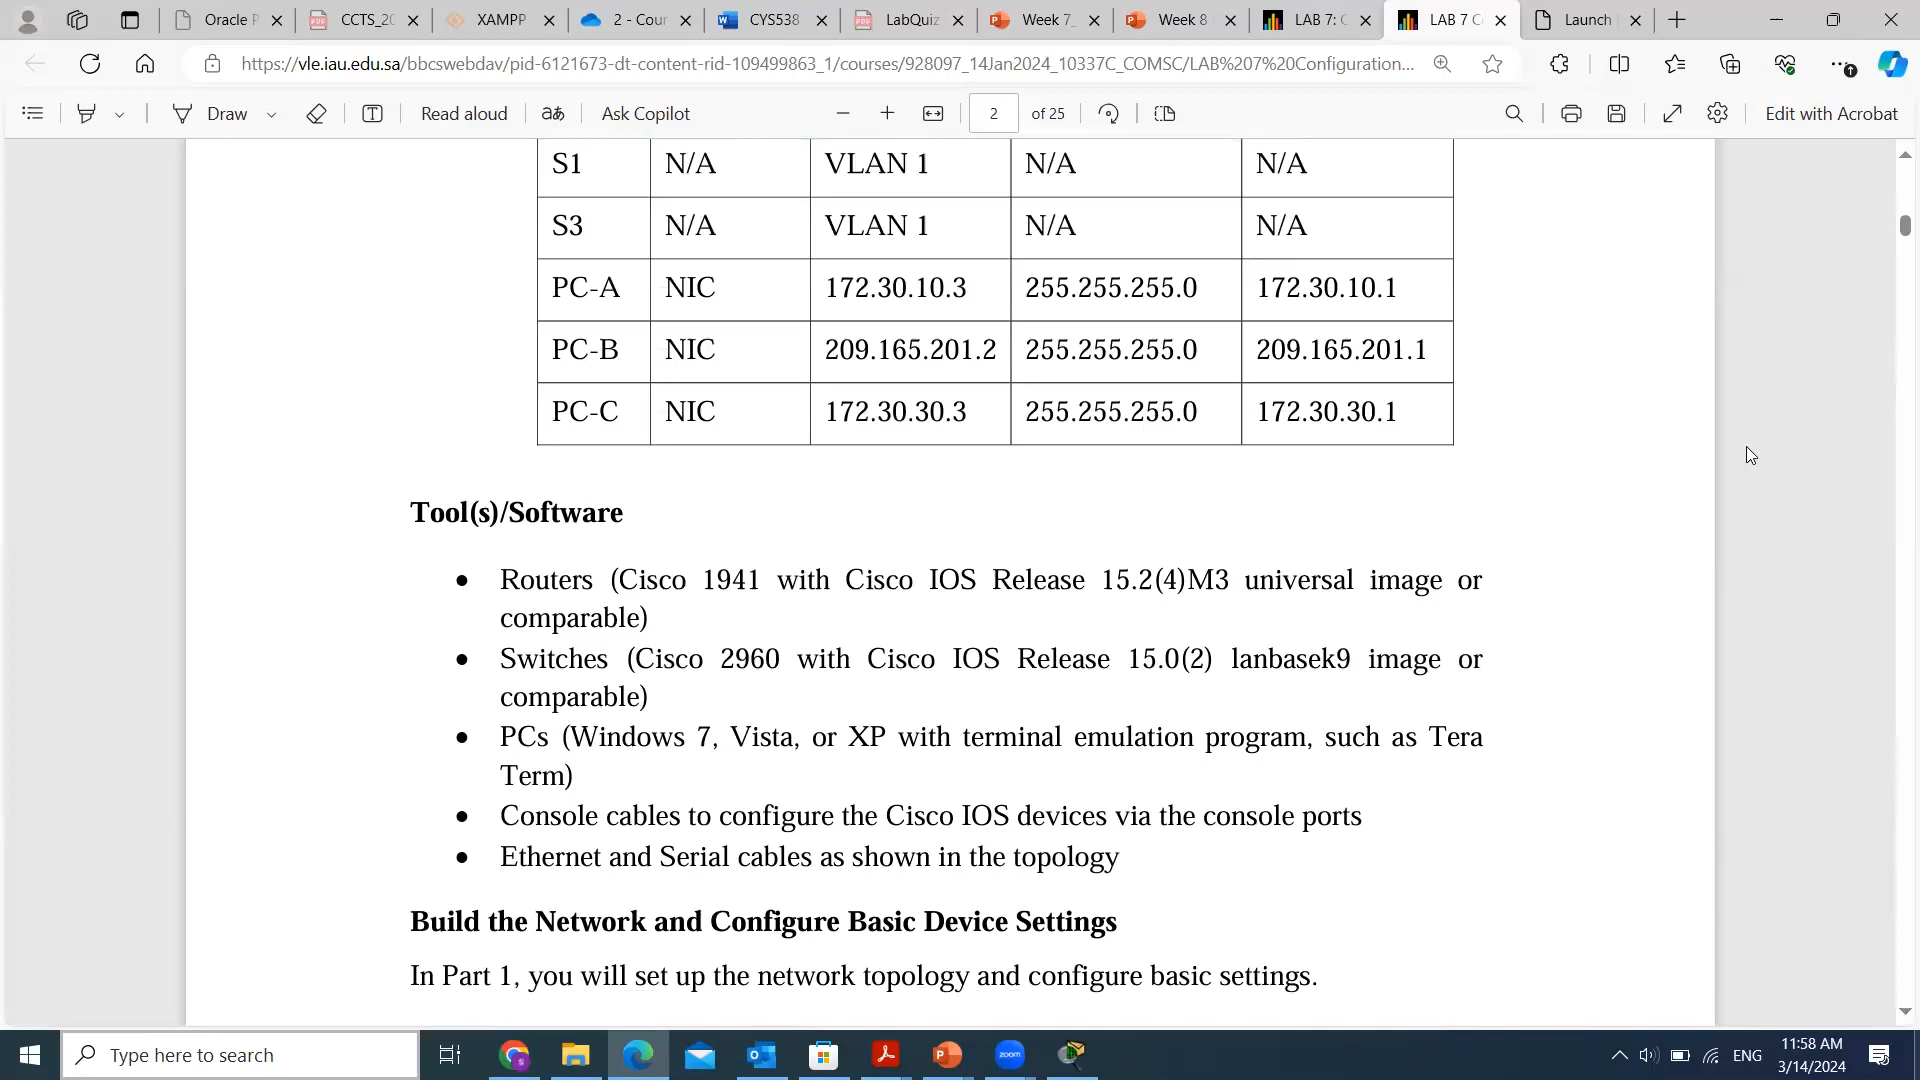 Oracle P
CCTS_20
XAMPP
2 - Cour
CYS538
LabQuiz
Week 7_
Week 8
LAB 7: C
LAB 7 C
Launch
https://vle.iau.edu.sa/bbcswebdav/pid-6121673-dt-content-rid-109499863_1/courses/928097_14Jan2024_10337C_COMSC/LAB%207%20Configuration...
Draw
Read aloud
Ask Copilot
2
of 25
Edit with Acrobat
S1 N/A VLAN 1 N/A N/A
S3 N/A VLAN 1 N/A N/A
PC-A NIC 172.30.10.3 255.255.255.0 172.30.10.1
PC-B NIC 209.165.201.2 255.255.255.0 209.165.201.1
PC-C NIC 172.30.30.3 255.255.255.0 172.30.30.1
Tool(s)/Software
• Routers (Cisco 1941 with Cisco IOS Release 15.2(4)M3 universal image or
comparable)
• Switches (Cisco 2960 with Cisco IOS Release 15.0(2) lanbasek9 image or
comparable)
• PCs (Windows 7, Vista, or XP with terminal emulation program, such as Tera
Term)
• Console cables to configure the Cisco IOS devices via the console ports
• Ethernet and Serial cables as shown in the topology
Build the Network and Configure Basic Device Settings
In Part 1, you will set up the network topology and configure basic settings.
Type here to search
zoom
ENG
11:58 AM
3/14/2024